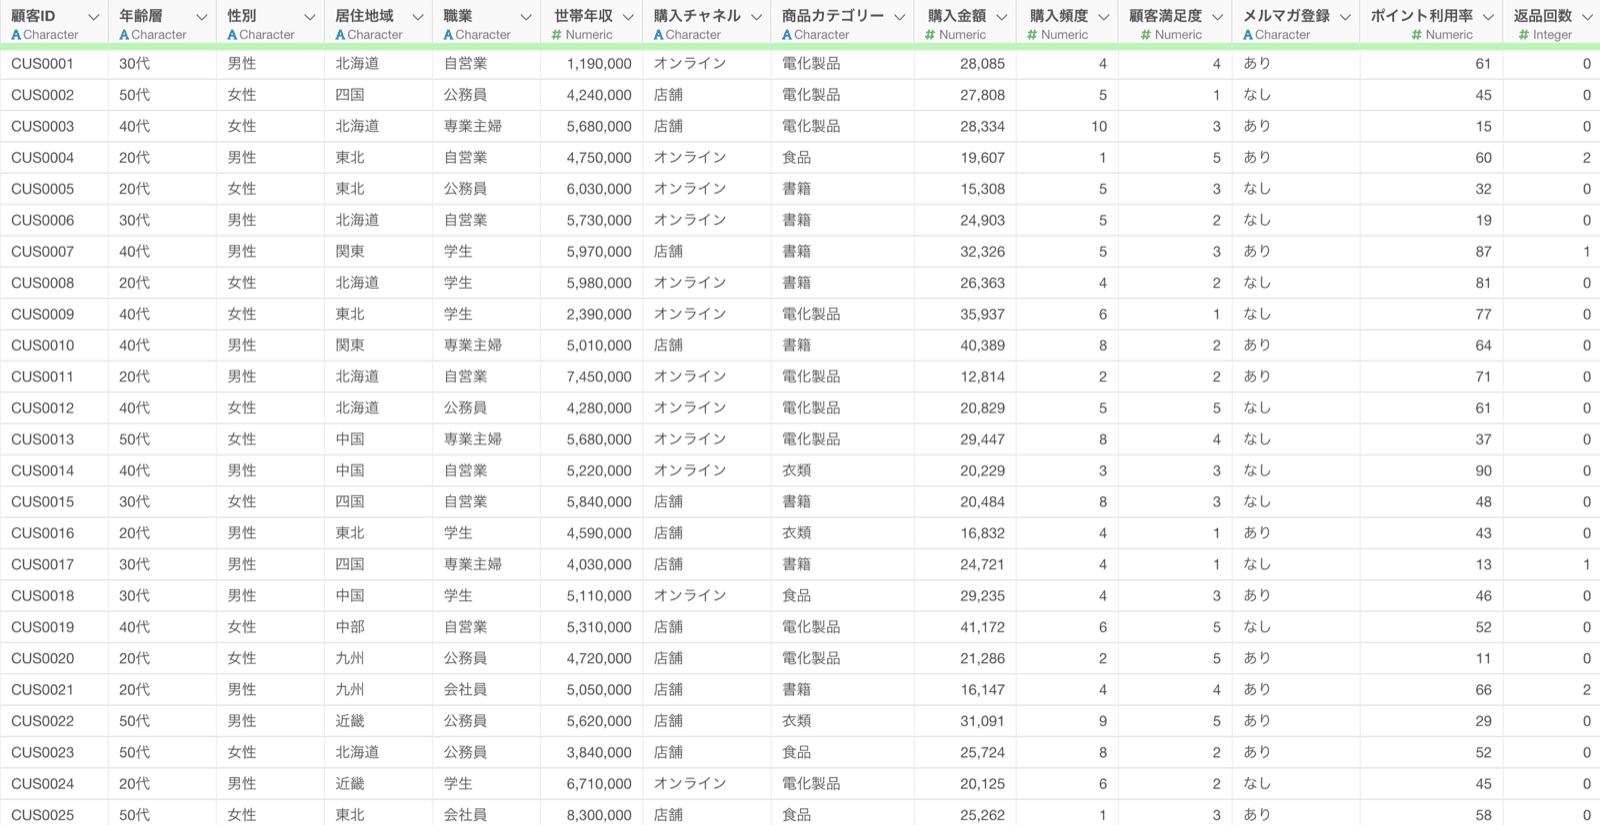 顧客ID 年齢層 性別 居住地域 職業 世帯年収 購入チャネル 商品カテゴリー 購入金額 購入頻度 顧客満足度 メルマガ登録 ポイント利用率 返品回数
A Character A Character A Character A Character A Character # Numeric A Character A Character # Numeric # Numeric # Numeric A Character # Numeric # Integer
CUS0001 30代 男性 北海道 自営業 1,190,000 オンライン 電化製品 28,085 4 4 あり 61 0
CUS0002 50代 女性 四国 公務員 4,240,000 店舗 電化製品 27,808 5 1 なし 45 0
CUS0003 40代 女性 北海道 専業主婦 5,680,000 店舗 電化製品 28,334 10 3 あり 15 0
CUS0004 20代 男性 東北 自営業 4,750,000 オンライン 食品 19,607 1 5 あり 60 2
CUS0005 20代 女性 東北 公務員 6,030,000 オンライン 書籍 15,308 5 3 なし 32 0
CUS0006 30代 男性 北海道 自営業 5,730,000 オンライン 書籍 24,903 5 2 なし 19 0
CUS0007 40代 男性 関東 学生 5,970,000 店舗 書籍 32,326 5 3 あり 87 1
CUS0008 20代 女性 北海道 学生 5,980,000 オンライン 書籍 26,363 4 2 なし 81 0
CUS0009 40代 女性 東北 学生 2,390,000 オンライン 電化製品 35,937 6 1 なし 77 0
CUS0010 40代 男性 関東 専業主婦 5,010,000 店舗 書籍 40,389 8 2 あり 64 0
CUS0011 20代 男性 北海道 自営業 7,450,000 オンライン 電化製品 12,814 2 2 あり 71 0
CUS0012 40代 女性 北海道 公務員 4,280,000 オンライン 電化製品 20,829 5 5 なし 61 0
CUS0013 50代 女性 中国 専業主婦 5,680,000 オンライン 電化製品 29,447 8 4 なし 37 0
CUS0014 40代 男性 中国 自営業 5,220,000 オンライン 衣類 20,229 3 3 なし 90 0
CUS0015 30代 女性 四国 自営業 5,840,000 店舗 書籍 20,484 8 3 なし 48 0
CUS0016 20代 男性 東北 学生 4,590,000 店舗 衣類 16,832 4 1 あり 43 0
CUS0017 30代 男性 四国 専業主婦 4,030,000 店舗 書籍 24,721 4 1 なし 13 1
CUS0018 30代 男性 中国 学生 5,110,000 オンライン 食品 29,235 4 3 あり 46 0
CUS0019 40代 女性 中部 自営業 5,310,000 店舗 電化製品 41,172 6 5 なし 52 0
CUS0020 20代 女性 九州 公務員 4,720,000 店舗 電化製品 21,286 2 5 あり 11 0
CUS0021 20代 男性 九州 会社員 5,050,000 店舗 書籍 16,147 4 4 あり 66 2
CUS0022 50代 男性 近畿 公務員 5,620,000 店舗 衣類 31,091 9 5 あり 29 0
CUS0023 50代 女性 北海道 公務員 3,840,000 店舗 食品 25,724 8 2 あり 52 0
CUS0024 20代 男性 近畿 学生 6,710,000 オンライン 電化製品 20,125 6 2 なし 45 0
CUS0025 50代 女性 東北 会社員 8,300,000 店舗 食品 25,262 1 3 あり 58 0